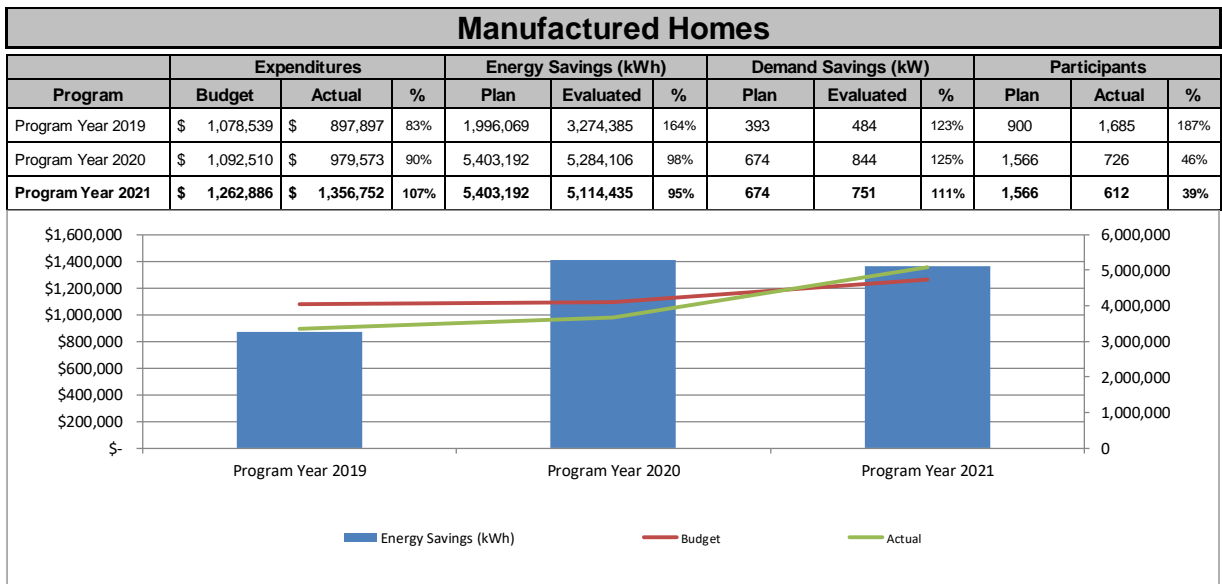 Manufactured Homes
Expenditures Energy Savings (kWh) Demand Savings (kW) Participants
Program Budget Actual % Plan Evaluated % Plan Evaluated % Plan Actual %
Program Year 2019 $ 1,078,539 $ 897,897 83% 1,996,069 3,274,385 164% 393 484 123% 900 1,685 187%
Program Year 2020 $ 1,092,510 $ 979,573 90% 5,403,192 5,284,106 98% 674 844 125% 1,566 726 46%
Program Year 2021 $ 1,262,886 $ 1,356,752 107% 5,403,192 5,114,435 95% 674 751 111% 1,566 612 39%
$1,600,000 6,000,000
$1,400,000 5,000,000
$1,200,000 4,000,000
$1,000,000 3,000,000
$800,000 2,000,000
$600,000 1,000,000
$400,000 0
$200,000
$-
Program Year 2019 Program Year 2020 Program Year 2021
Energy Savings (kWh) Budget Actual